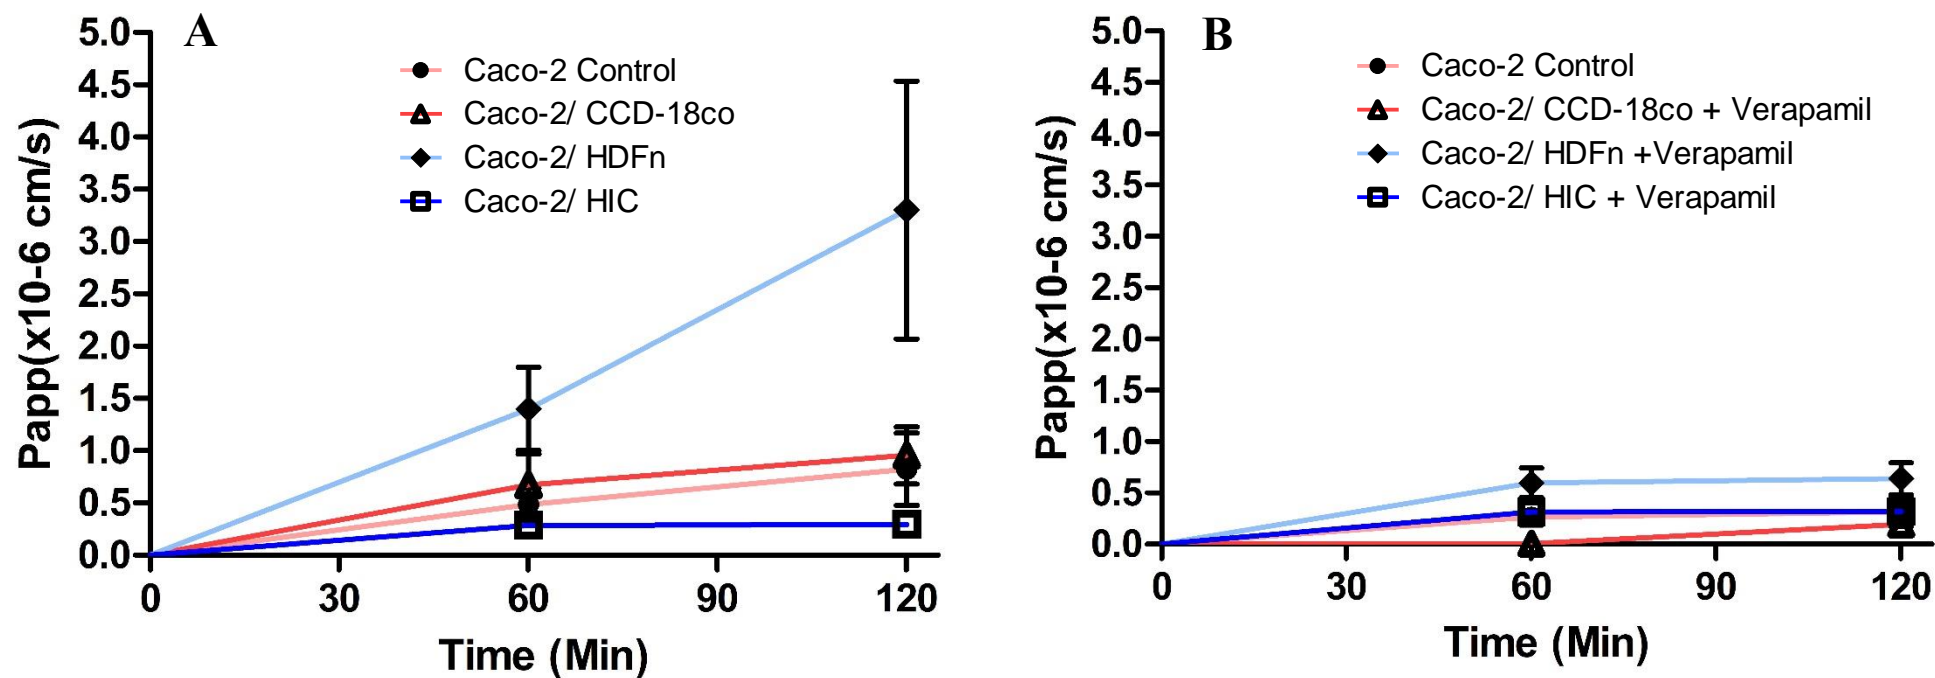 A
Papp(x10-6 cm/s)
5.0
4.5
4.0
3.5
3.0
2.5
2.0
1.5
1.0
0.5
0.0
Caco-2 Control
Caco-2/ CCD-18co
Caco-2/ HDFn
Caco-2/ HIC
0 30 60 90 120
Time (Min)
B
Papp(x10-6 cm/s)
5.0
4.5
4.0
3.5
3.0
2.5
2.0
1.5
1.0
0.5
0.0
Caco-2 Control
Caco-2/ CCD-18co + Verapamil
Caco-2/ HDFn +Verapamil
Caco-2/ HIC + Verapamil
0 30 60 90 120
Time (Min)